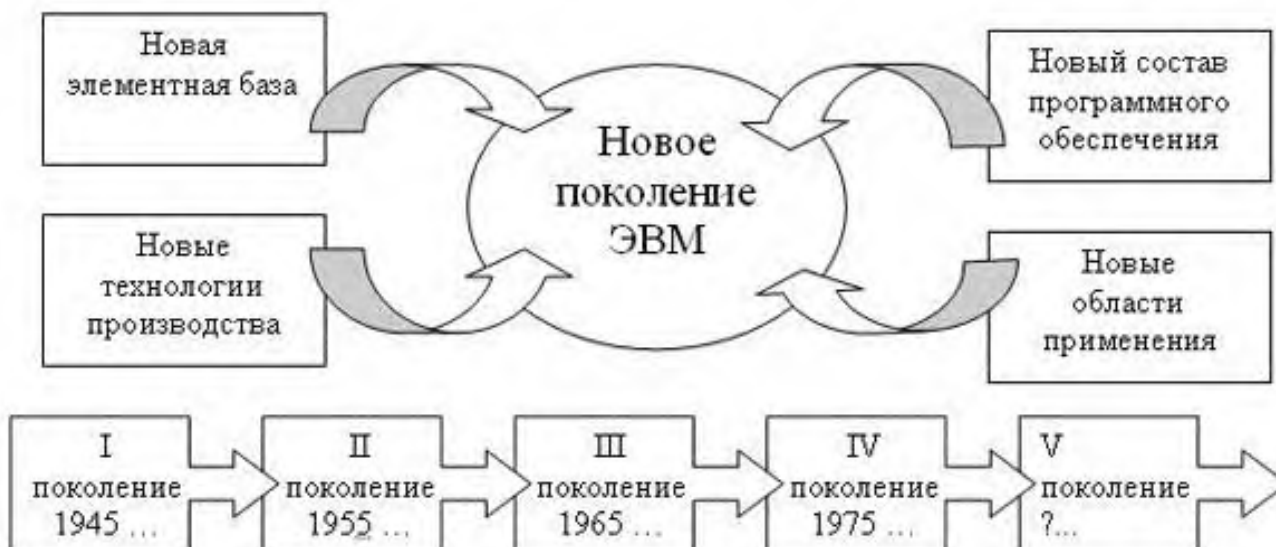 Новая
элементная база
Новый состав
программного
обеспечения
Новое
поколение
ЭВМ
Новые
технологии
производства
Новые
области
применения
I
поколение
1945 ...
II
поколение
1955 ...
III
поколение
1965 ...
IV
поколение
1975 ...
V
поколение
?...